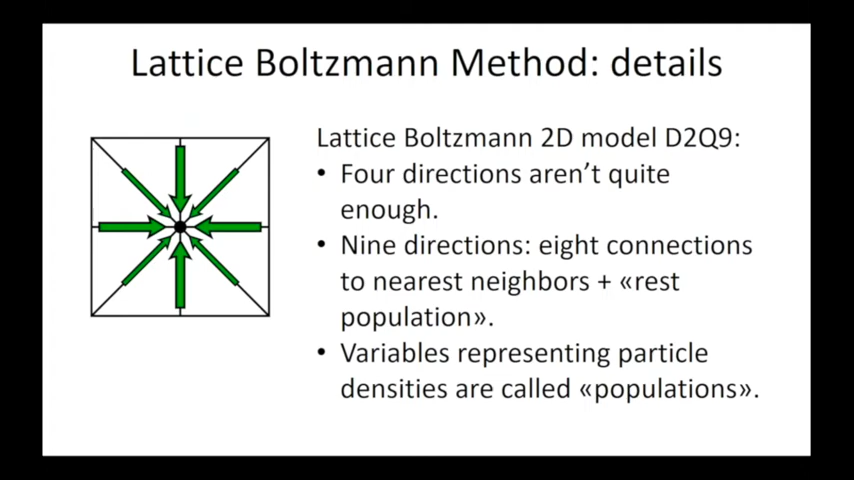 Lattice Boltzmann Method: details
Lattice Boltzmann 2D model D2Q9:
• Four directions aren’t quite
enough.
• Nine directions: eight connections
to nearest neighbors + «rest
population».
• Variables representing particle
densities are called «populations».